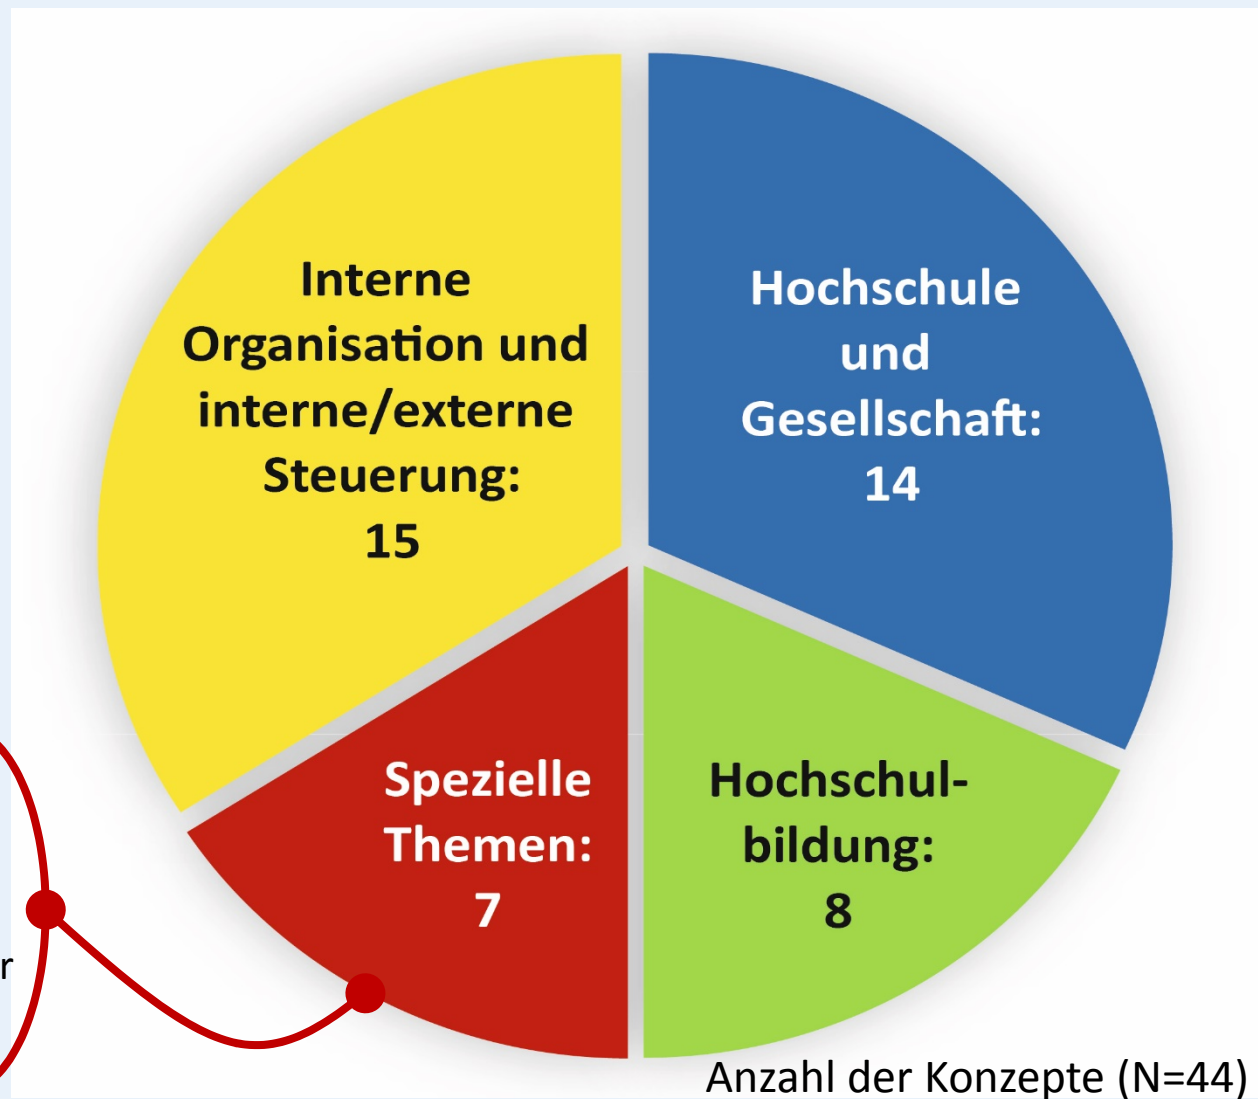 Interne
Organisation und
interne/externe
Steuerung:
15
Hochschule
und
Gesellschaft:
14
Spezielle
Themen:
7
Hochschul-
bildung:
8
r
Anzahl der Konzepte (N=44)